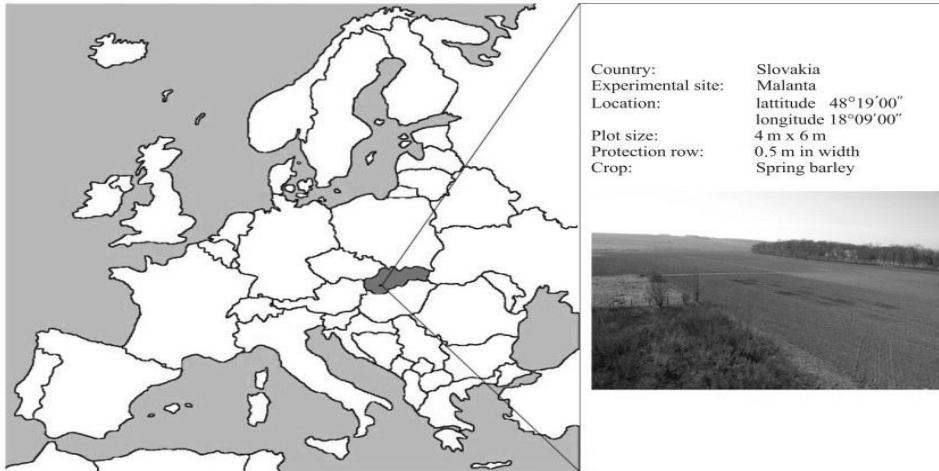 Country: Slovakia
Experimental site: Malanta
Location: lattitude 48°19′00″
longitude 18°09′00″
Plot size: 4 m x 6 m
Protection row: 0.5 m in width
Crop: Spring barley